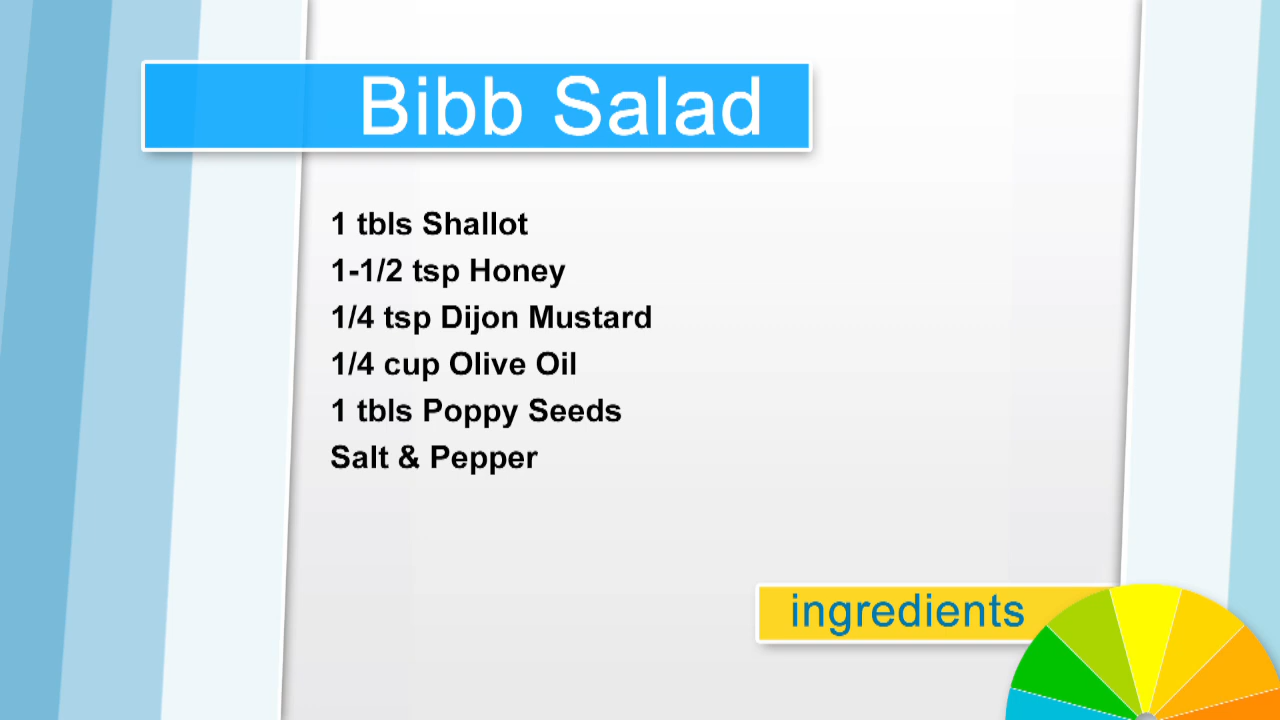 Bibb Salad
1 tbls Shallot
1-1/2 tsp Honey
1/4 tsp Dijon Mustard
1/4 cup Olive Oil
1 tbls Poppy Seeds
Salt & Pepper
ingredients